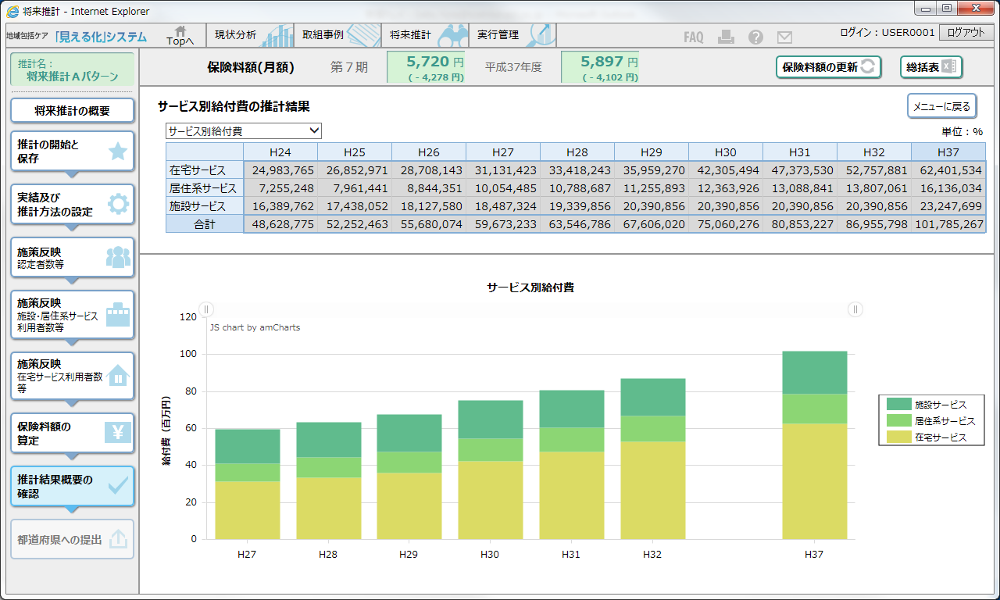 将来推計 - Internet Explorer
地域包括ケア 「見える化」システム
Topへ
現状分析
取組事例
将来推計
実行管理
FAQ
ログイン：USER0001
ログアウト
推計名：
将来推計Ａパターン
保険料額(月額)
第７期
5,720 円
( - 4,278 円)
平成37年度
5,897 円
( - 4,102 円)
保険料額の更新
総括表
将来推計の概要
推計の開始と
保存
実績及び
推計方法の設定
施策反映
認定者数等
施策反映
施設・居住系サービス
利用者数等
施策反映
在宅サービス利用者数
等
保険料額の
算定
¥
推計結果概要の
確認
都道府県への提出
サービス別給付費の推計結果
メニューに戻る
サービス別給付費
単位：%
H24 H25 H26 H27 H28 H29 H30 H31 H32 H37
在宅サービス 24,983,765 26,852,971 28,708,143 31,131,423 33,418,243 35,959,270 42,305,494 47,373,530 52,757,881 62,401,534
居住系サービス 7,255,248 7,961,441 8,844,351 10,054,485 10,788,687 11,255,893 12,363,926 13,088,841 13,807,061 16,136,034
施設サービス 16,389,762 17,438,052 18,127,580 18,487,324 19,339,856 20,390,856 20,390,856 20,390,856 20,390,856 23,247,699
合計 48,628,775 52,252,463 55,680,074 59,673,233 63,546,786 67,606,020 75,060,276 80,853,227 86,955,798 101,785,267
サービス別給付費
JS chart by amCharts
給付費（百万円）
120
100
80
60
40
20
0
H27 H28 H29 H30 H31 H32 H37
施設サービス
居住系サービス
在宅サービス